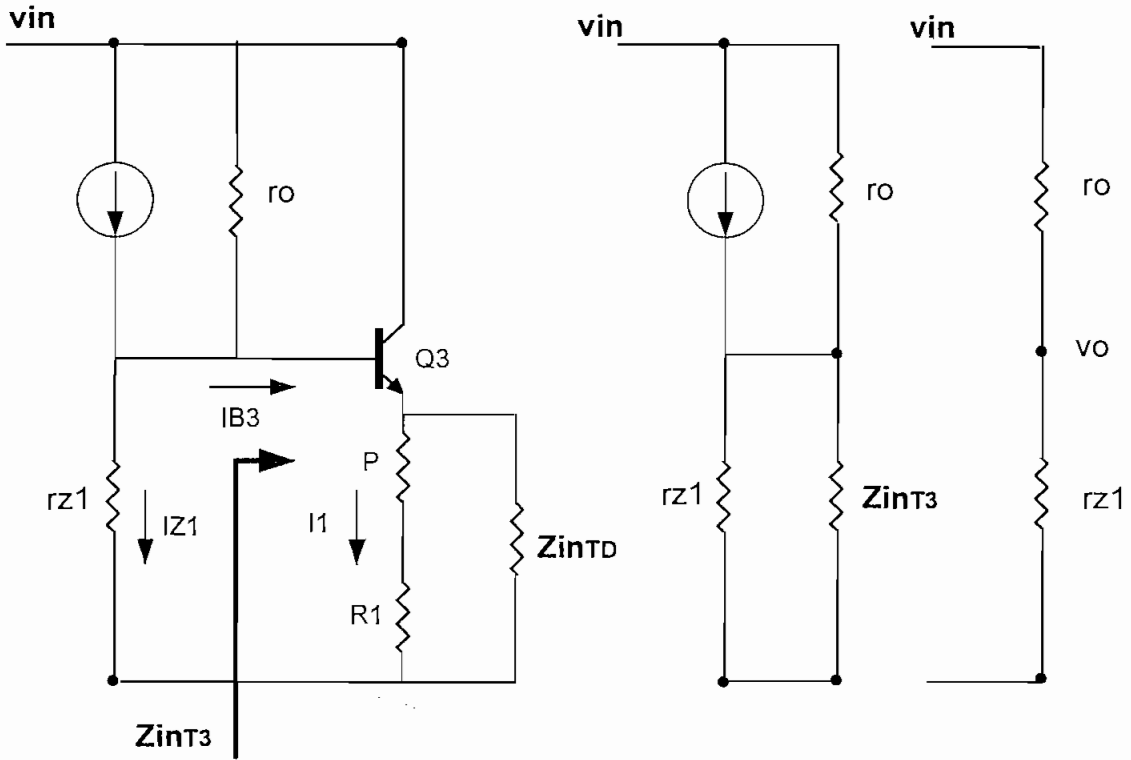 vin
ro
Q3
IB3
P
rz1
IZ1
I1
ZinTD
R1
ZinT3
vin
ro
rz1
ZinT3
vin
ro
vo
rz1